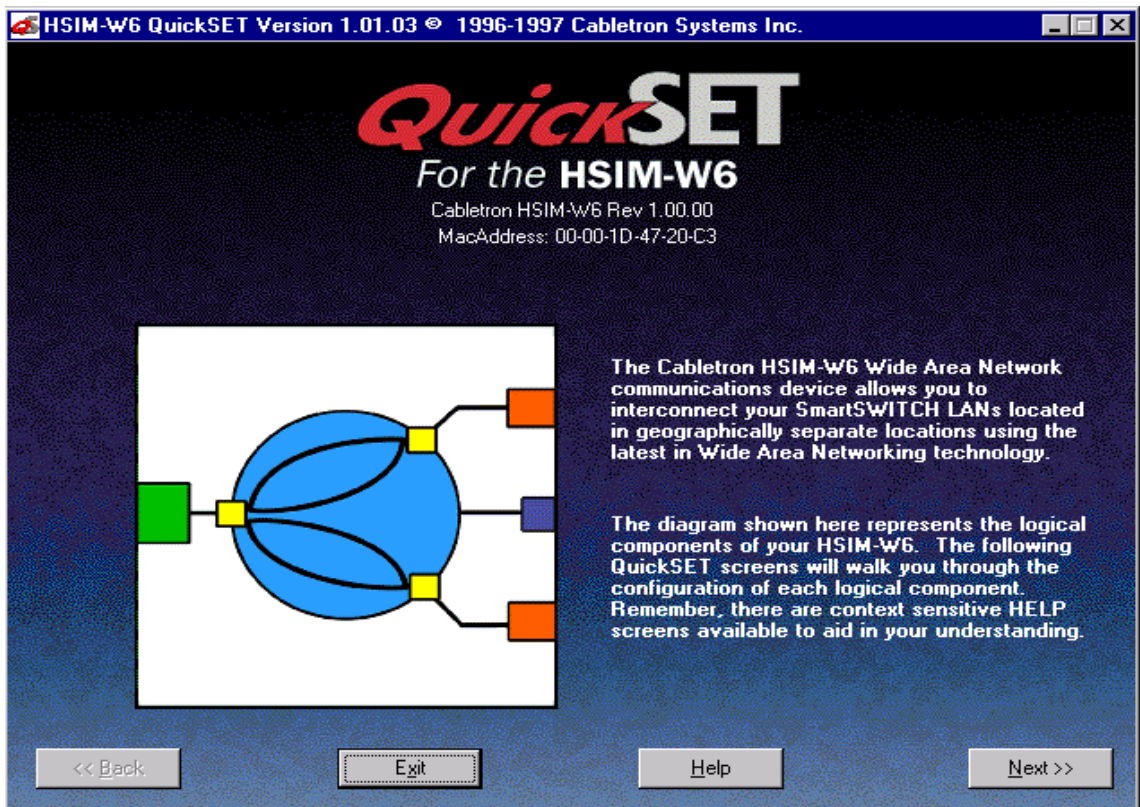 HSIM-W6 QuickSET Version 1.01.03 © 1996-1997 Cabletron Systems Inc.
QuickSET
For the HSIM-W6
Cabletron HSIM-W6 Rev 1.00.00
MacAddress: 00-00-1D-47-20-C3
The Cabletron HSIM-W6 Wide Area Network
communications device allows you to
interconnect your SmartSWITCH LANs located
in geographically separate locations using the
latest in Wide Area Networking technology.
The diagram shown here represents the logical
components of your HSIM-W6. The following
QuickSET screens will walk you through the
configuration of each logical component.
Remember, there are context sensitive HELP
screens available to aid in your understanding.
<< Back
Exit
Help
Next >>